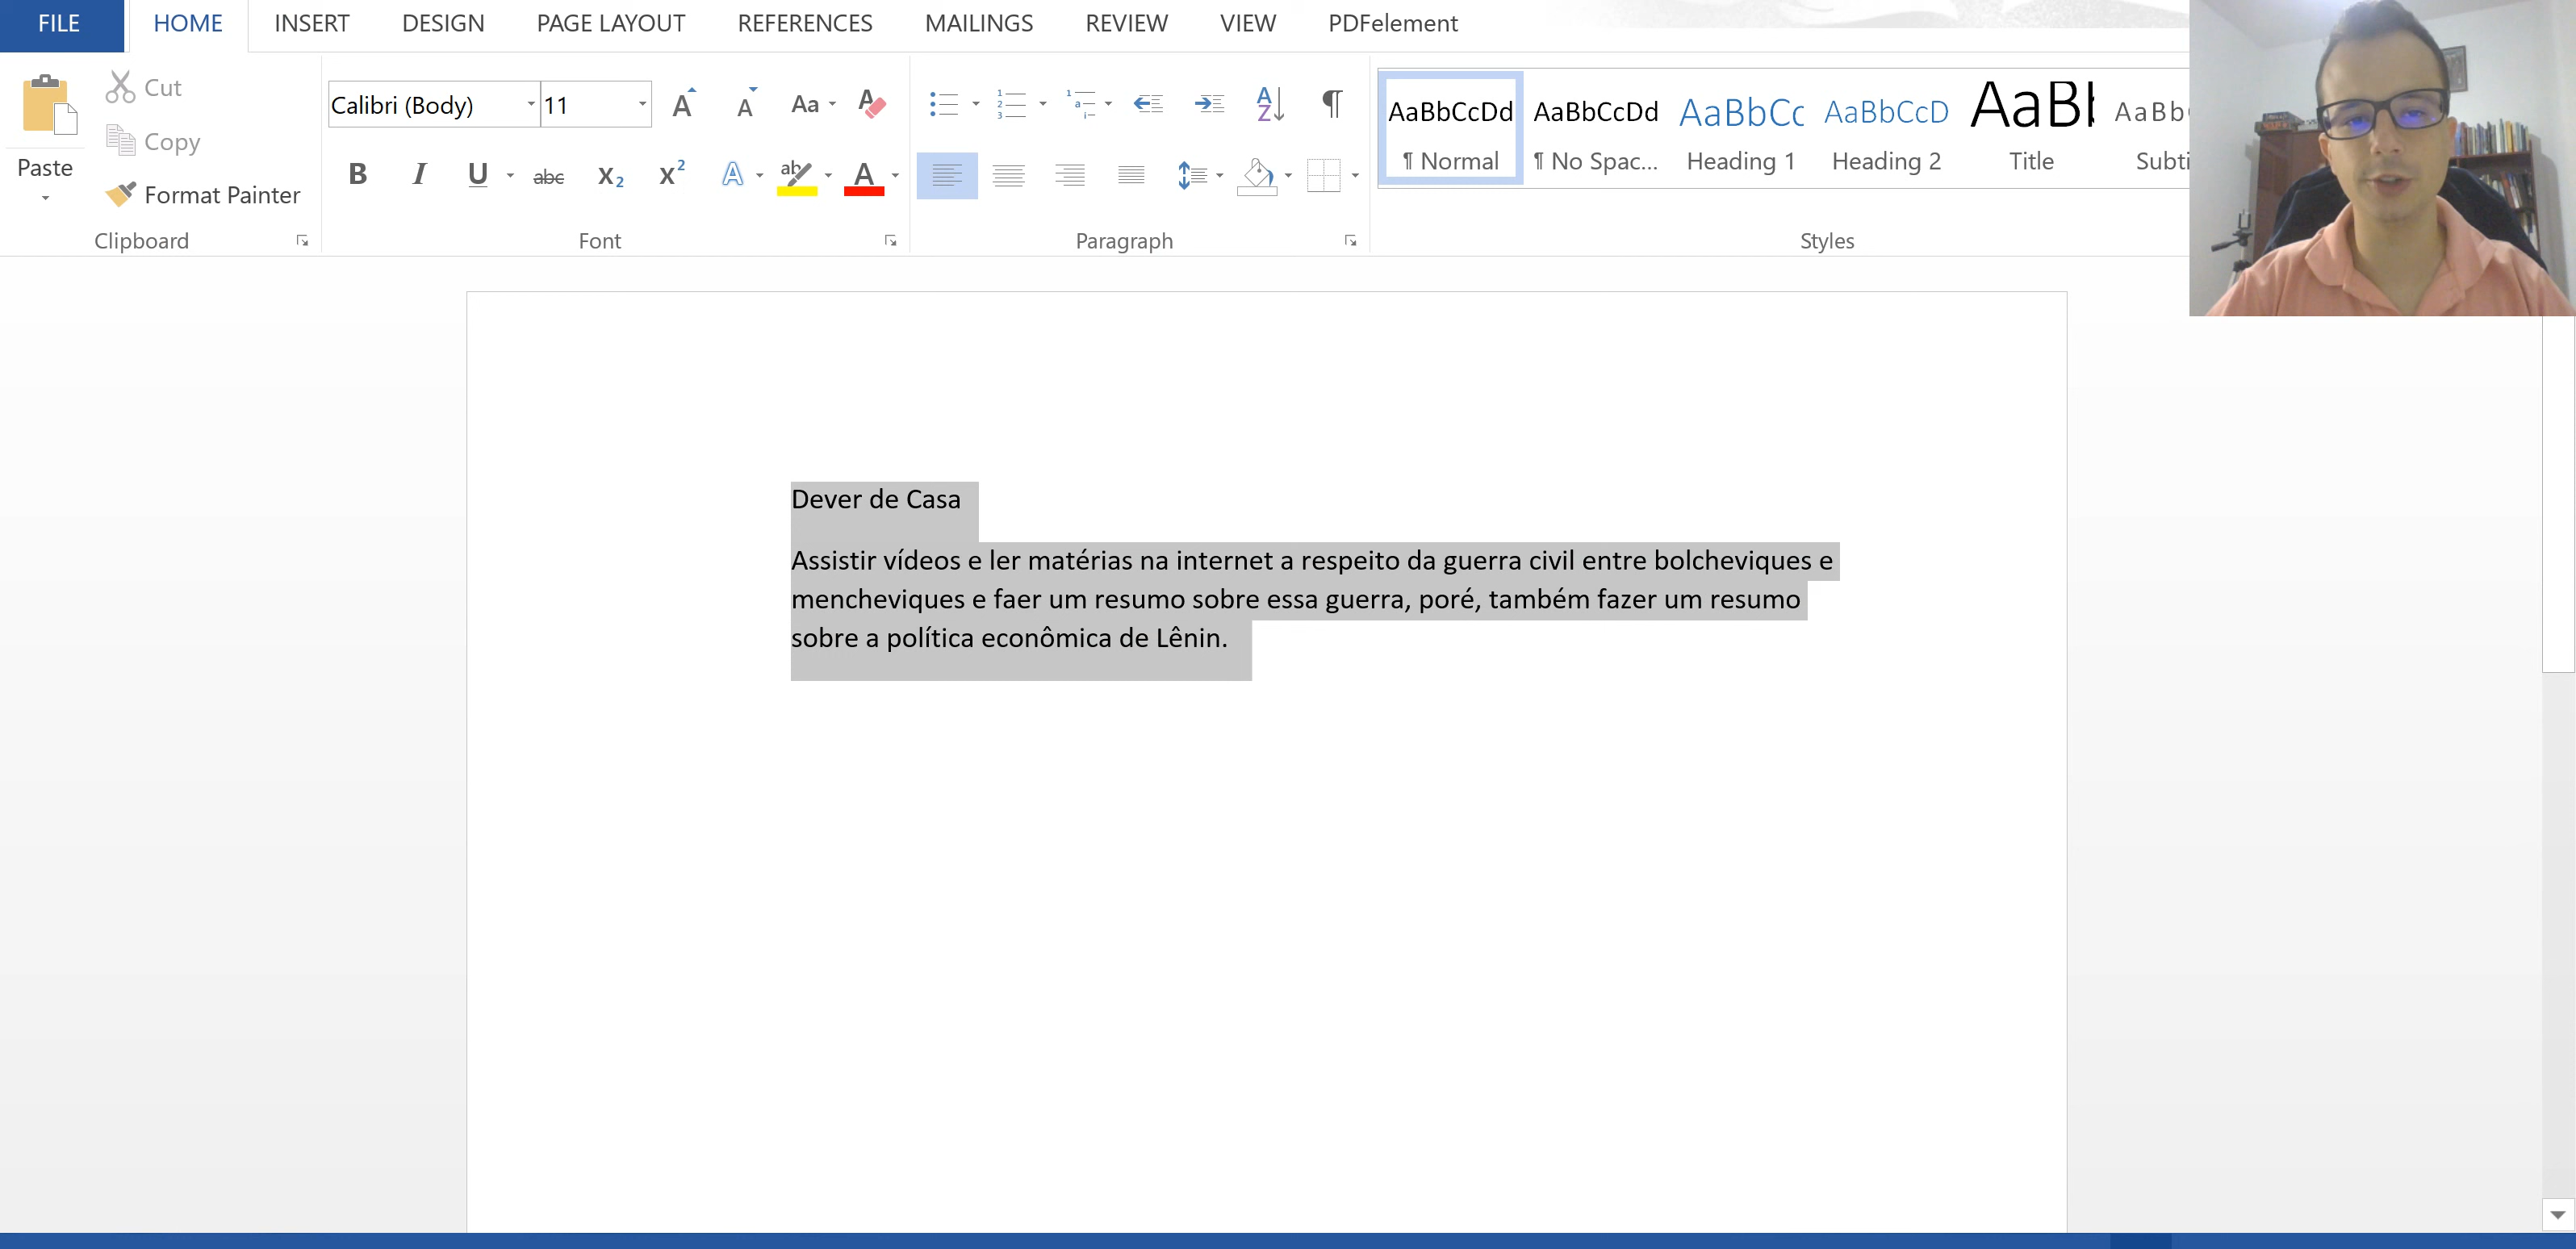 FILE HOME INSERT DESIGN PAGE LAYOUT REFERENCES MAILINGS REVIEW VIEW PDFelement
Paste
Cut
Copy
Format Painter
Clipboard
Calibri (Body) 11
Font
Paragraph
AaBbCcDd AaBbCcDd AaBbCc AaBbCcD AaBb AaBb
¶ Normal ¶ No Spac... Heading 1 Heading 2 Title Subti
Styles
Dever de Casa
Assistir vídeos e ler matérias na internet a respeito da guerra civil entre bolcheviques e
mencheviques e faer um resumo sobre essa guerra, poré, também fazer um resumo
sobre a política econômica de Lênin.